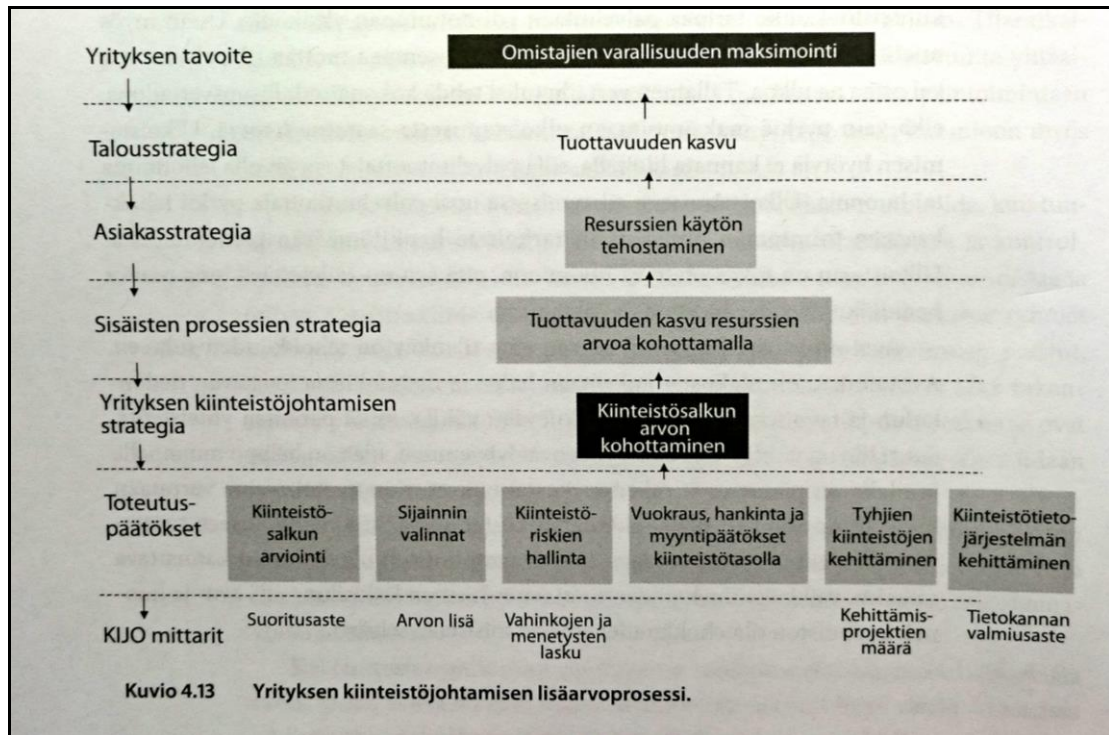 Yrityksen tavoite
Omistajien varallisuuden maksimointi
Talousstrategia
Tuottavuuden kasvu
Asiakasstrategia
Resurssien käytön
tehostaminen
Sisäisten prosessien strategia
Tuottavuuden kasvu resurssien
arvoa kohottamalla
Yrityksen kiinteistöjohtamisen
strategia
Kiinteistösalkun
arvon
kohottaminen
Toteutus-
päätökset
Kiinteistö-
salkun
arviointi
Sijainnin
valinnat
Kiinteistö-
riskien
hallinta
Vuokraus, hankinta ja
myyntipäätökset
kiinteistötasolla
Tyhjien
kiinteistöjen
kehittäminen
Kiinteistötieto-
järjestelmän
kehittäminen
KIJO mittarit
Suoritusaste
Arvon lisä
Vahinkojen ja
menetysten
lasku
Kehittämis-
projektien
määrä
Tietokannan
valmiusaste
Kuvio 4.13 Yrityksen kiinteistöjohtamisen lisäarvoprosessi.